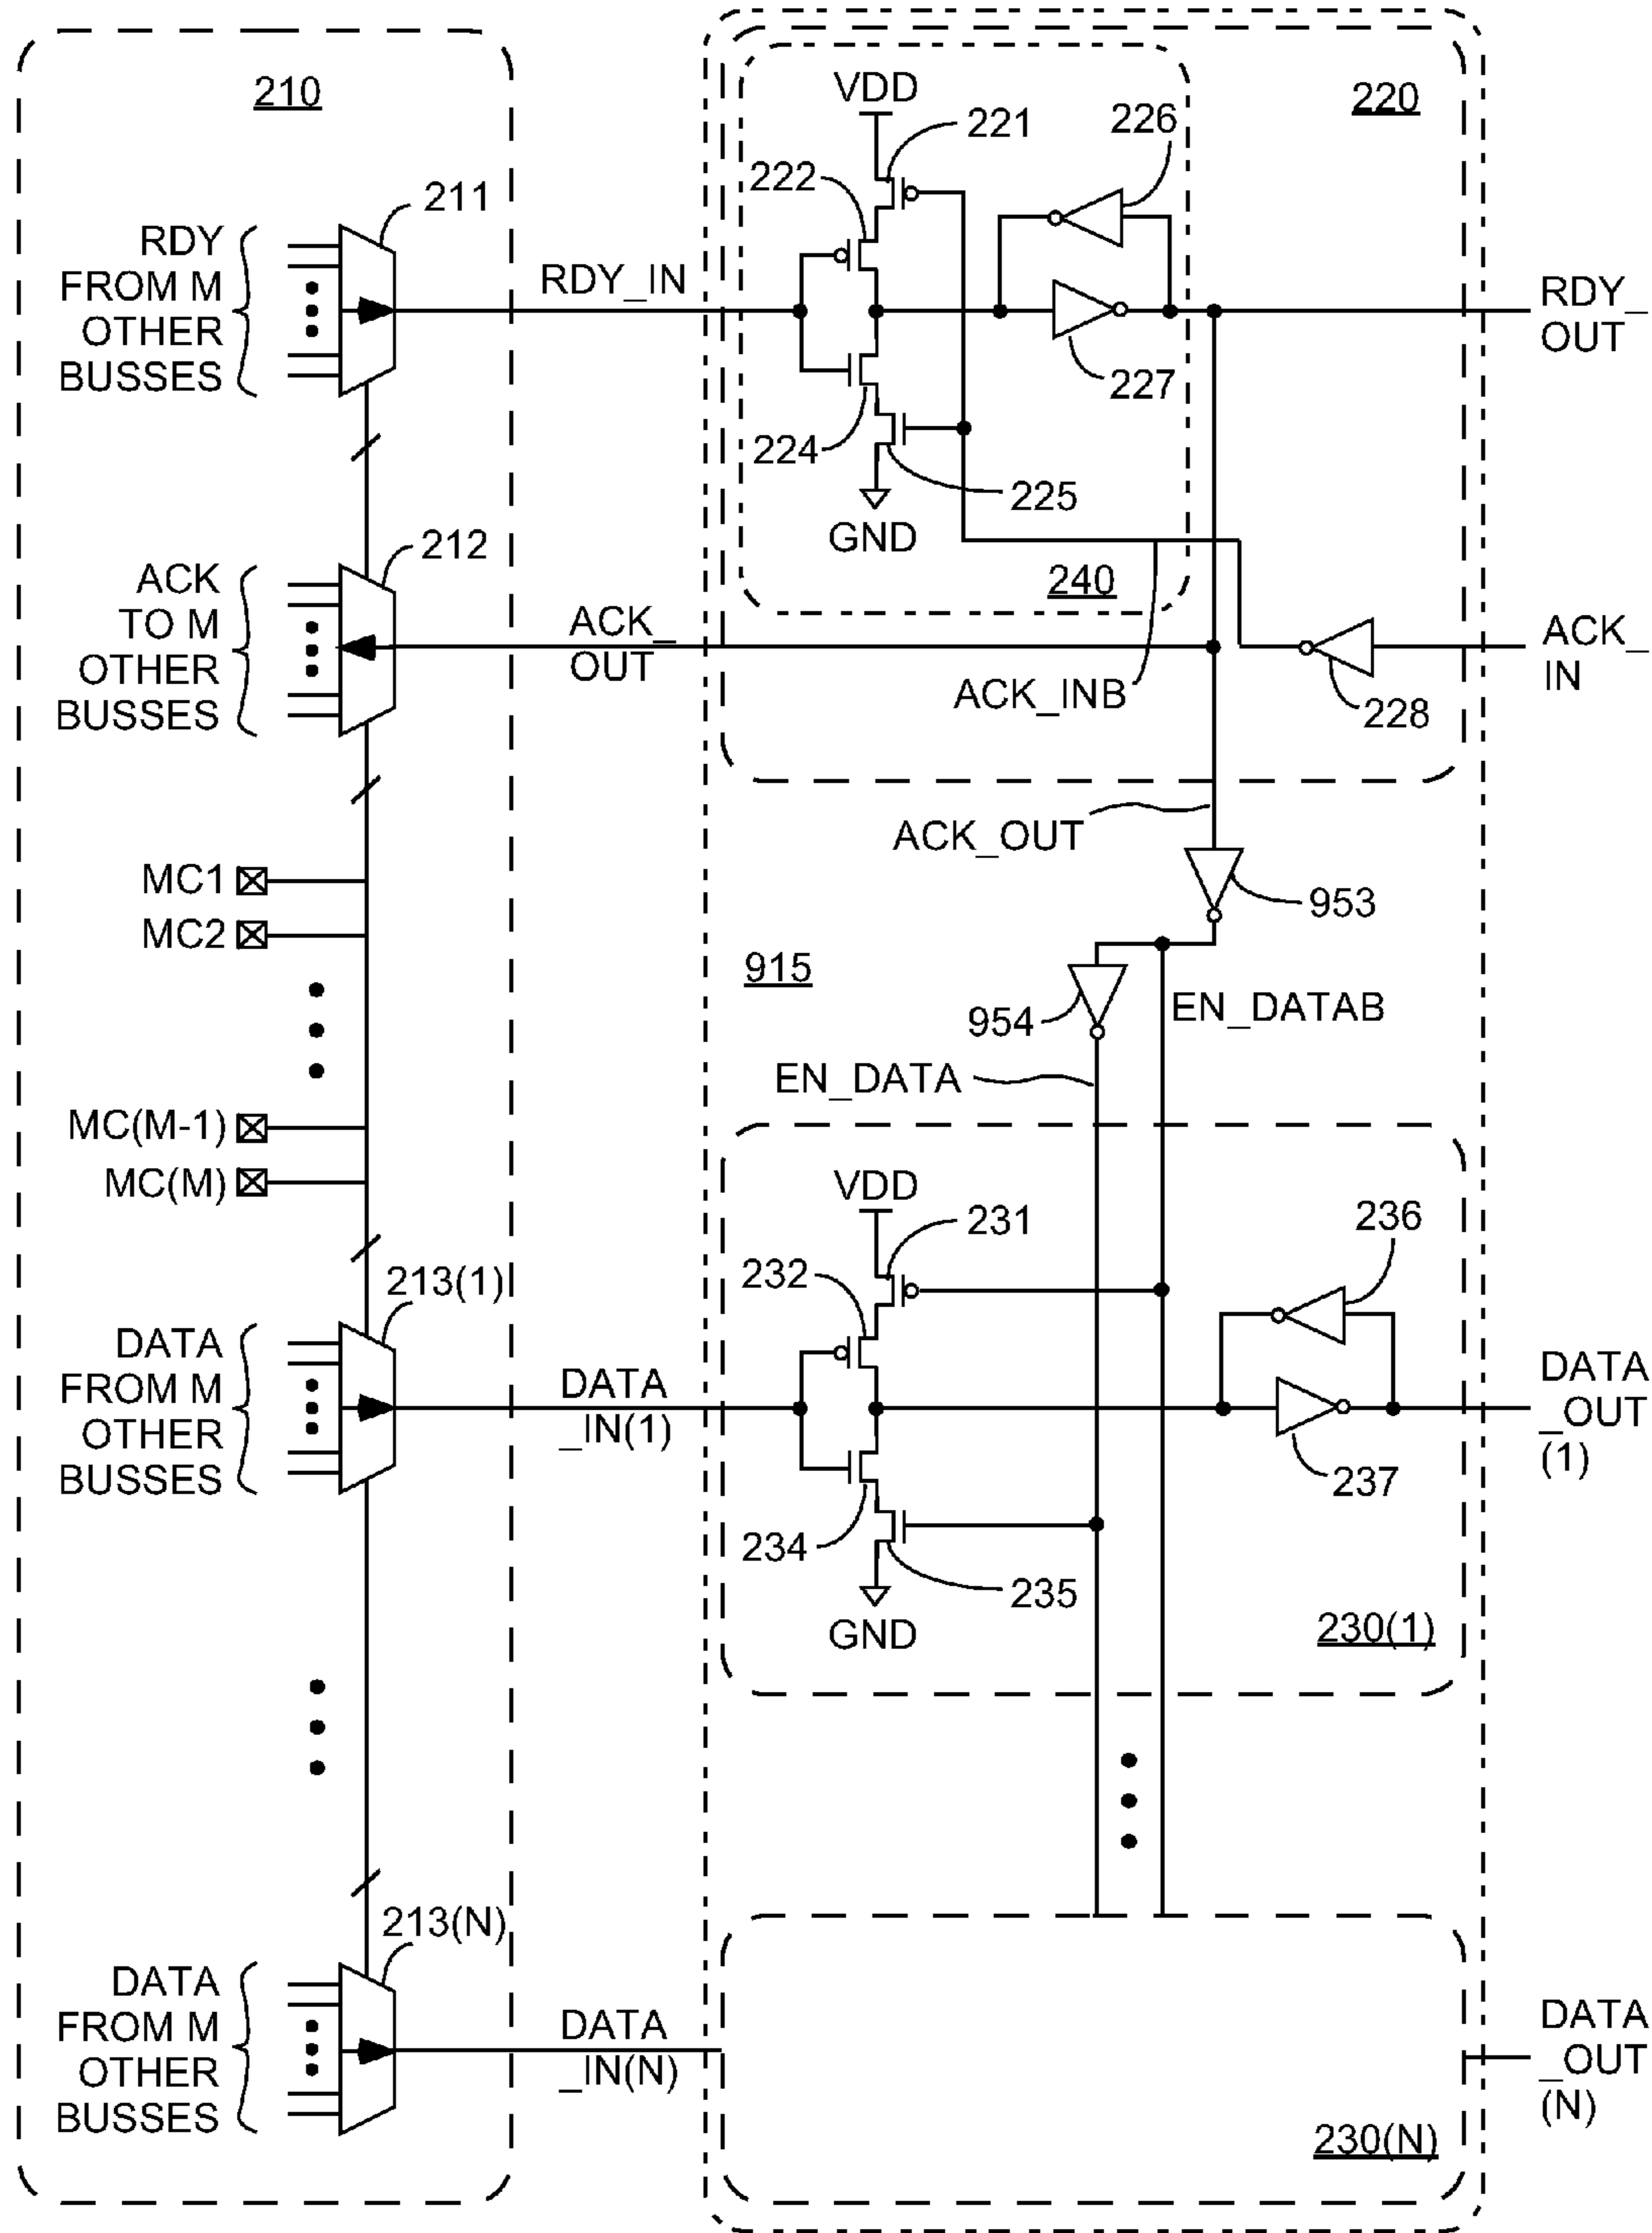 210
VDD
221
226
220
222
211
RDY
FROM M
OTHER
BUSSES
RDY_IN
RDY_
OUT
227
224
225
GND
212
240
ACK
TO M
OTHER
BUSSES
ACK_
OUT
ACK_
IN
ACK_INB
228
ACK_OUT
MC1
953
MC2
915
EN_DATAB
954
EN_DATA
MC(M-1)
MC(M)
VDD
231
236
232
213(1)
DATA
FROM M
OTHER
BUSSES
DATA
_IN(1)
DATA
_OUT
(1)
237
234
235
GND
230(1)
213(N)
DATA
FROM M
OTHER
BUSSES
DATA
_IN(N)
DATA
_OUT
(N)
230(N)